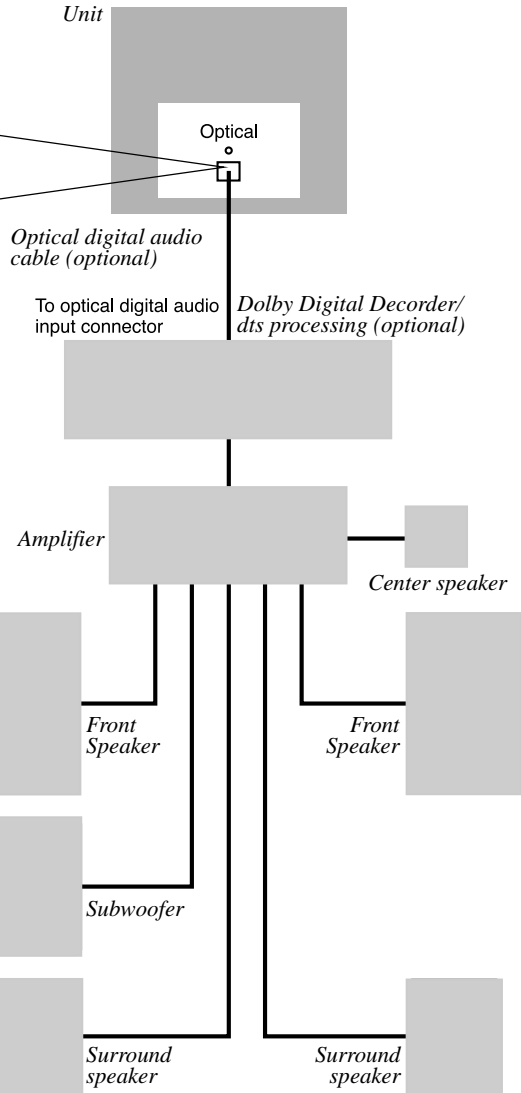 Unit
Optical
Optical digital audio
cable (optional)
To optical digital audio
input connector
Dolby Digital Decorder/
dts processing (optional)
Amplifier
Center speaker
Front
Speaker
Front
Speaker
Subwoofer
Surround
speaker
Surround
speaker